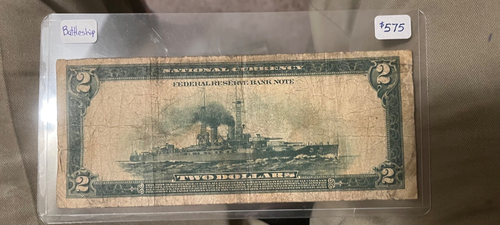 Battleship
$575
2
NATIONAL CURRENCY
2
FEDERAL RESERVE BANK NOTE
2
TWO DOLLARS
2